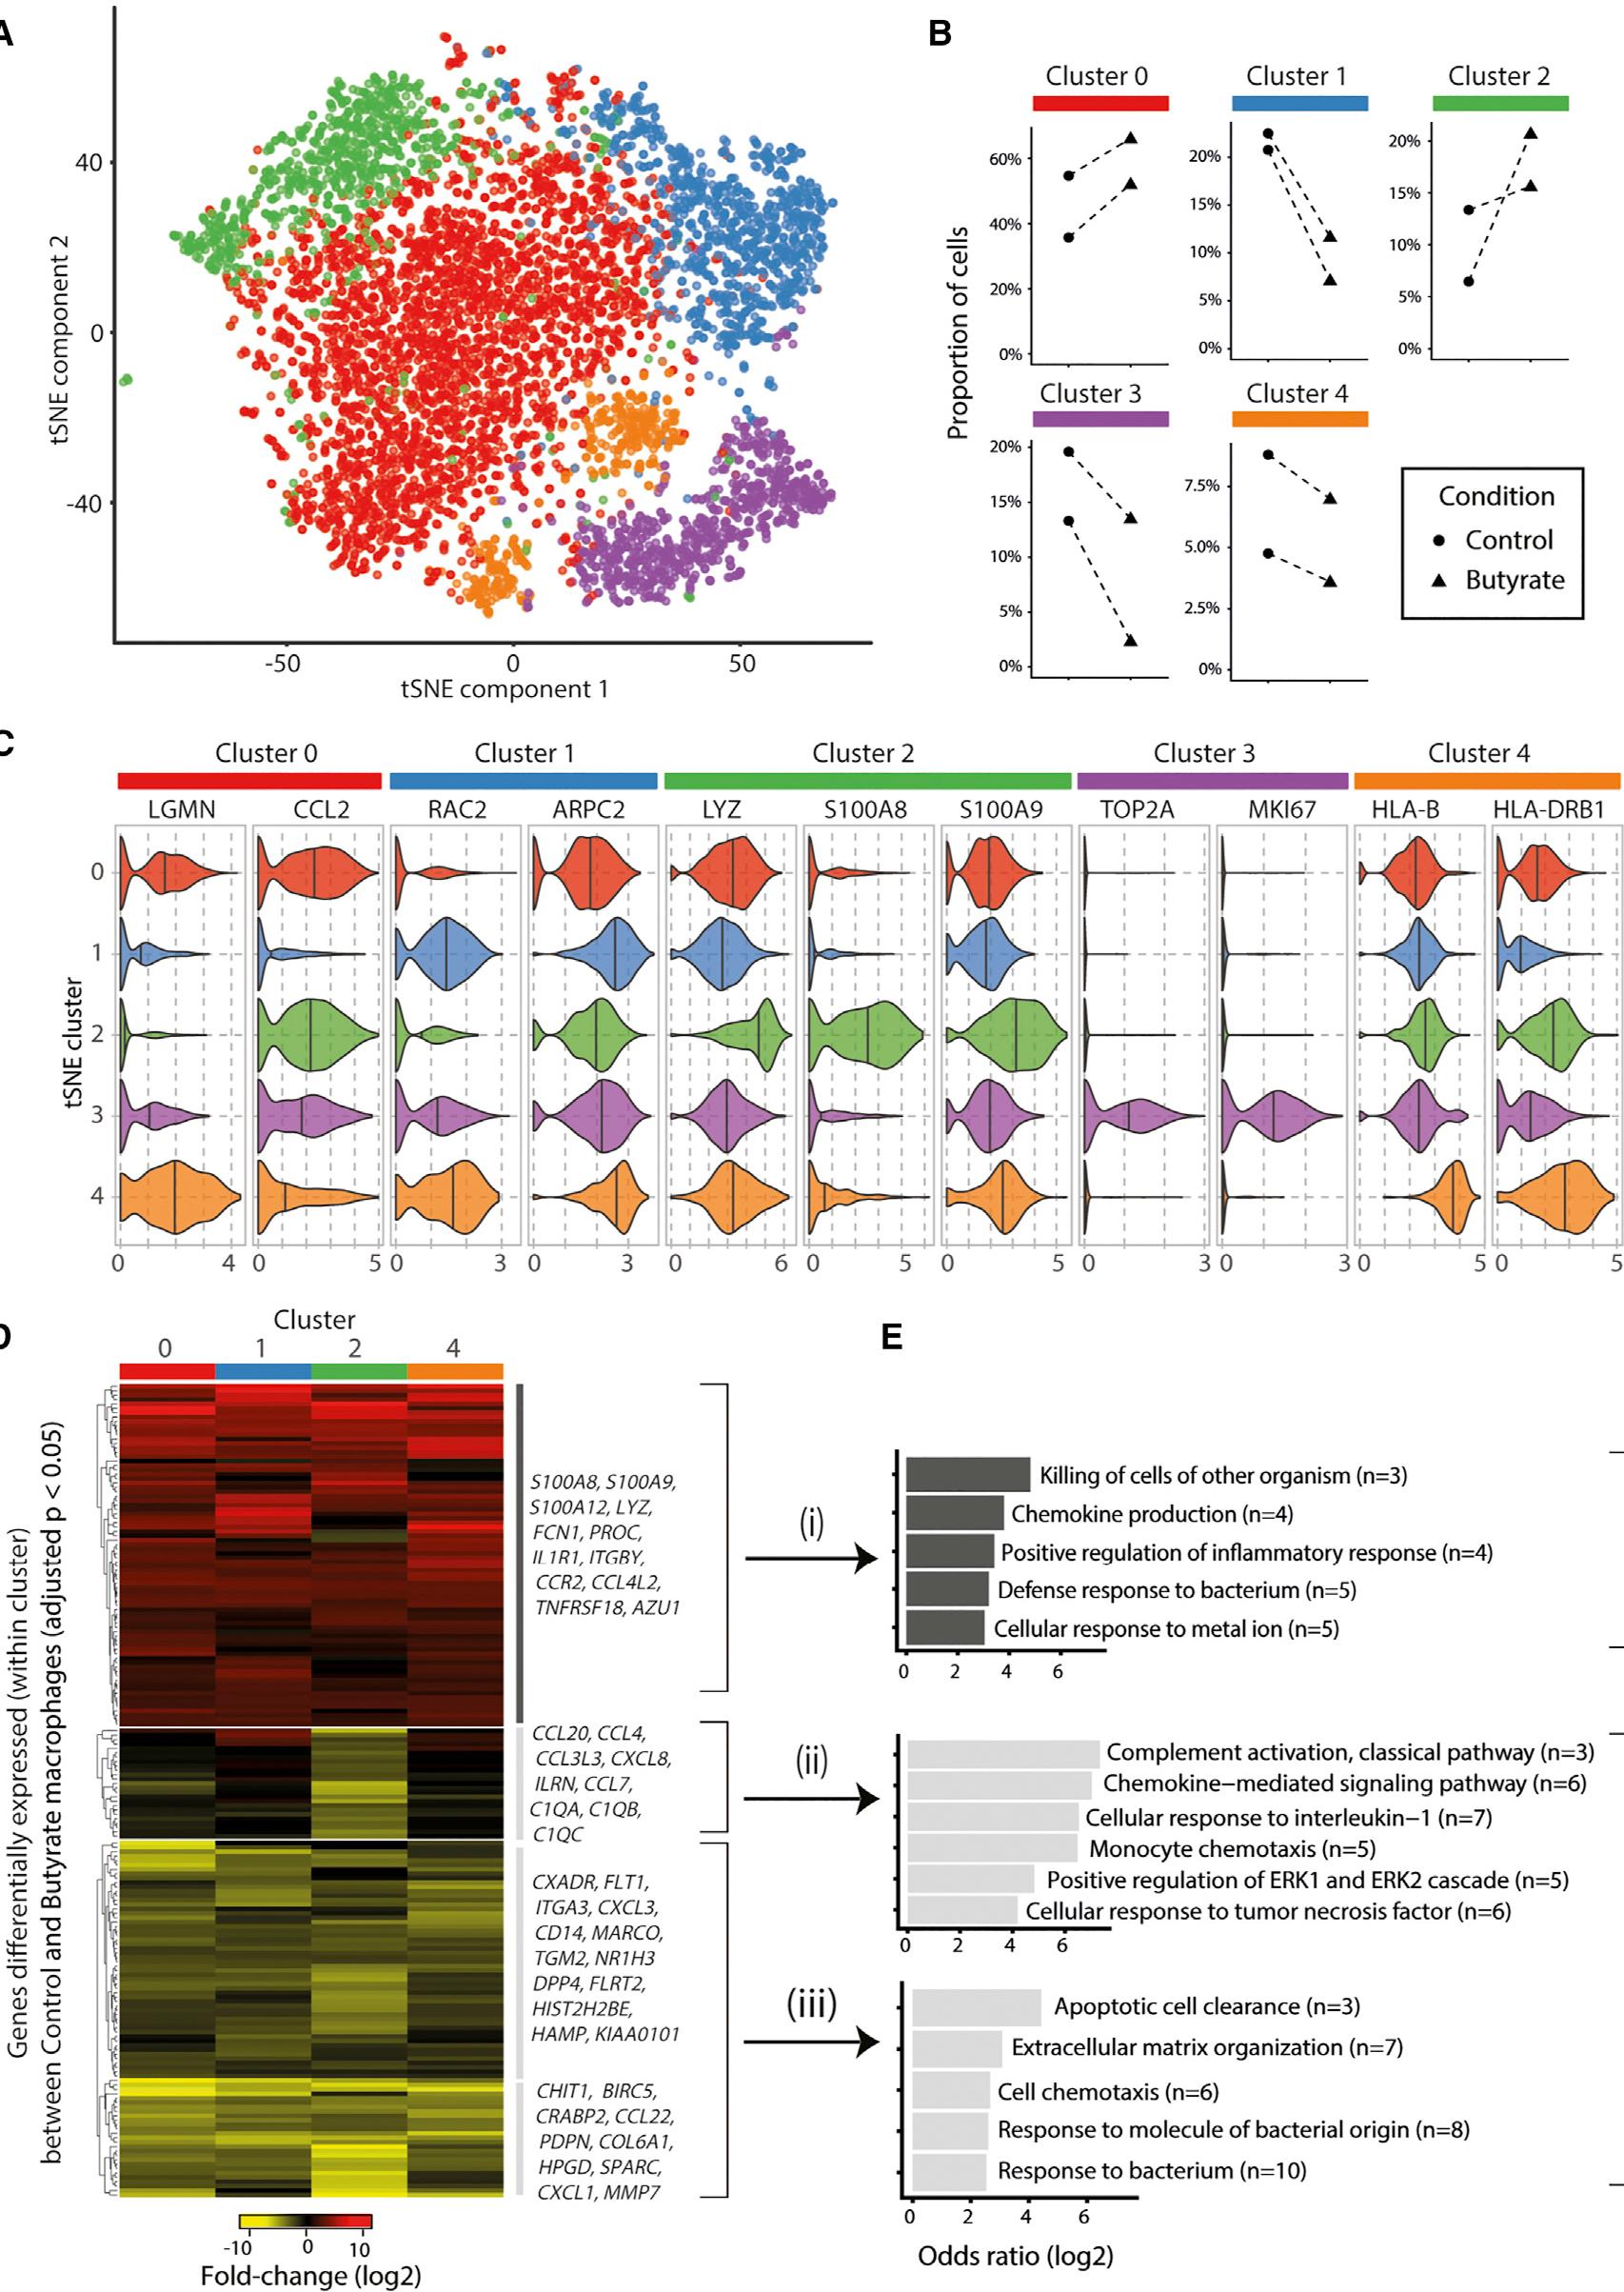 A
40
0
-40
tSNE component 2
-50
0
50
tSNE component 1
B
Proportion of cells
Cluster 0
60%
40%
20%
0%
Cluster 1
20%
15%
10%
5%
0%
Cluster 2
20%
15%
10%
5%
0%
Cluster 3
20%
15%
10%
5%
0%
Cluster 4
7.5%
5.0%
2.5%
0%
Condition
Control
Butyrate
C
Cluster 0 Cluster 1 Cluster 2 Cluster 3 Cluster 4
LGMN CCL2 RAC2 ARPC2 LYZ S100A8 S100A9 TOP2A MKI67 HLA-B HLA-DRB1
tSNE cluster
0
1
2
3
4
0 4 0 5 0 3 0 3 0 6 0 5 0 5 0 3 0 3 0 5 0 5
D
Cluster
0 1 2 4
Genes differentially expressed (within cluster)
between Control and Butyrate macrophages (adjusted p < 0.05)
S100A8, S100A9,
S100A12, LYZ,
FCN1, PROC,
IL1R1, ITGBY,
CCR2, CCL4L2,
TNFRSF18, AZU1
CCL20, CCL4,
CCL3L3, CXCL8,
ILRN, CCL7,
C1QA, C1QB,
C1QC
CXADR, FLT1,
ITGA3, CXCL3,
CD14, MARCO,
TGM2, NR1H3
DPP4, FLRT2,
HIST2H2BE,
HAMP, KIAA0101
CHIT1, BIRC5,
CRABP2, CCL22,
PDPN, COL6A1,
HPGD, SPARC,
CXCL1, MMP7
-10 0 10
Fold-change (log2)
E
(i)
Killing of cells of other organism (n=3)
Chemokine production (n=4)
Positive regulation of inflammatory response (n=4)
Defense response to bacterium (n=5)
Cellular response to metal ion (n=5)
0 2 4 6
(ii)
Complement activation, classical pathway (n=3)
Chemokine−mediated signaling pathway (n=6)
Cellular response to interleukin−1 (n=7)
Monocyte chemotaxis (n=5)
Positive regulation of ERK1 and ERK2 cascade (n=5)
Cellular response to tumor necrosis factor (n=6)
0 2 4 6
(iii)
Apoptotic cell clearance (n=3)
Extracellular matrix organization (n=7)
Cell chemotaxis (n=6)
Response to molecule of bacterial origin (n=8)
Response to bacterium (n=10)
0 2 4 6
Odds ratio (log2)